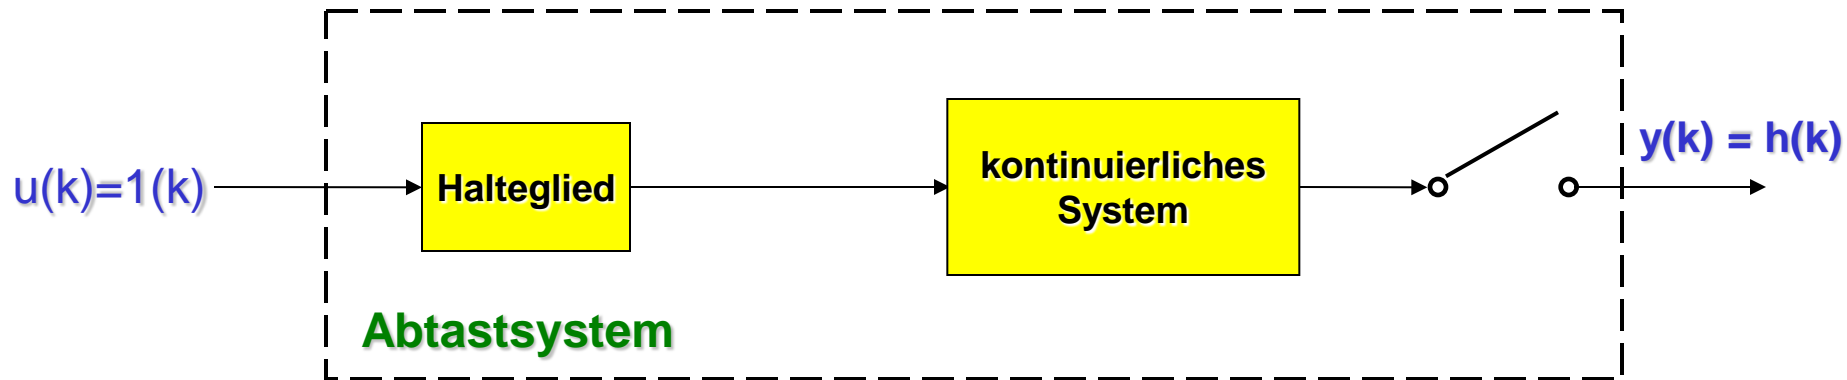 u(k)=1(k)
Halteglied
kontinuierliches
System
y(k) = h(k)
Abtastsystem